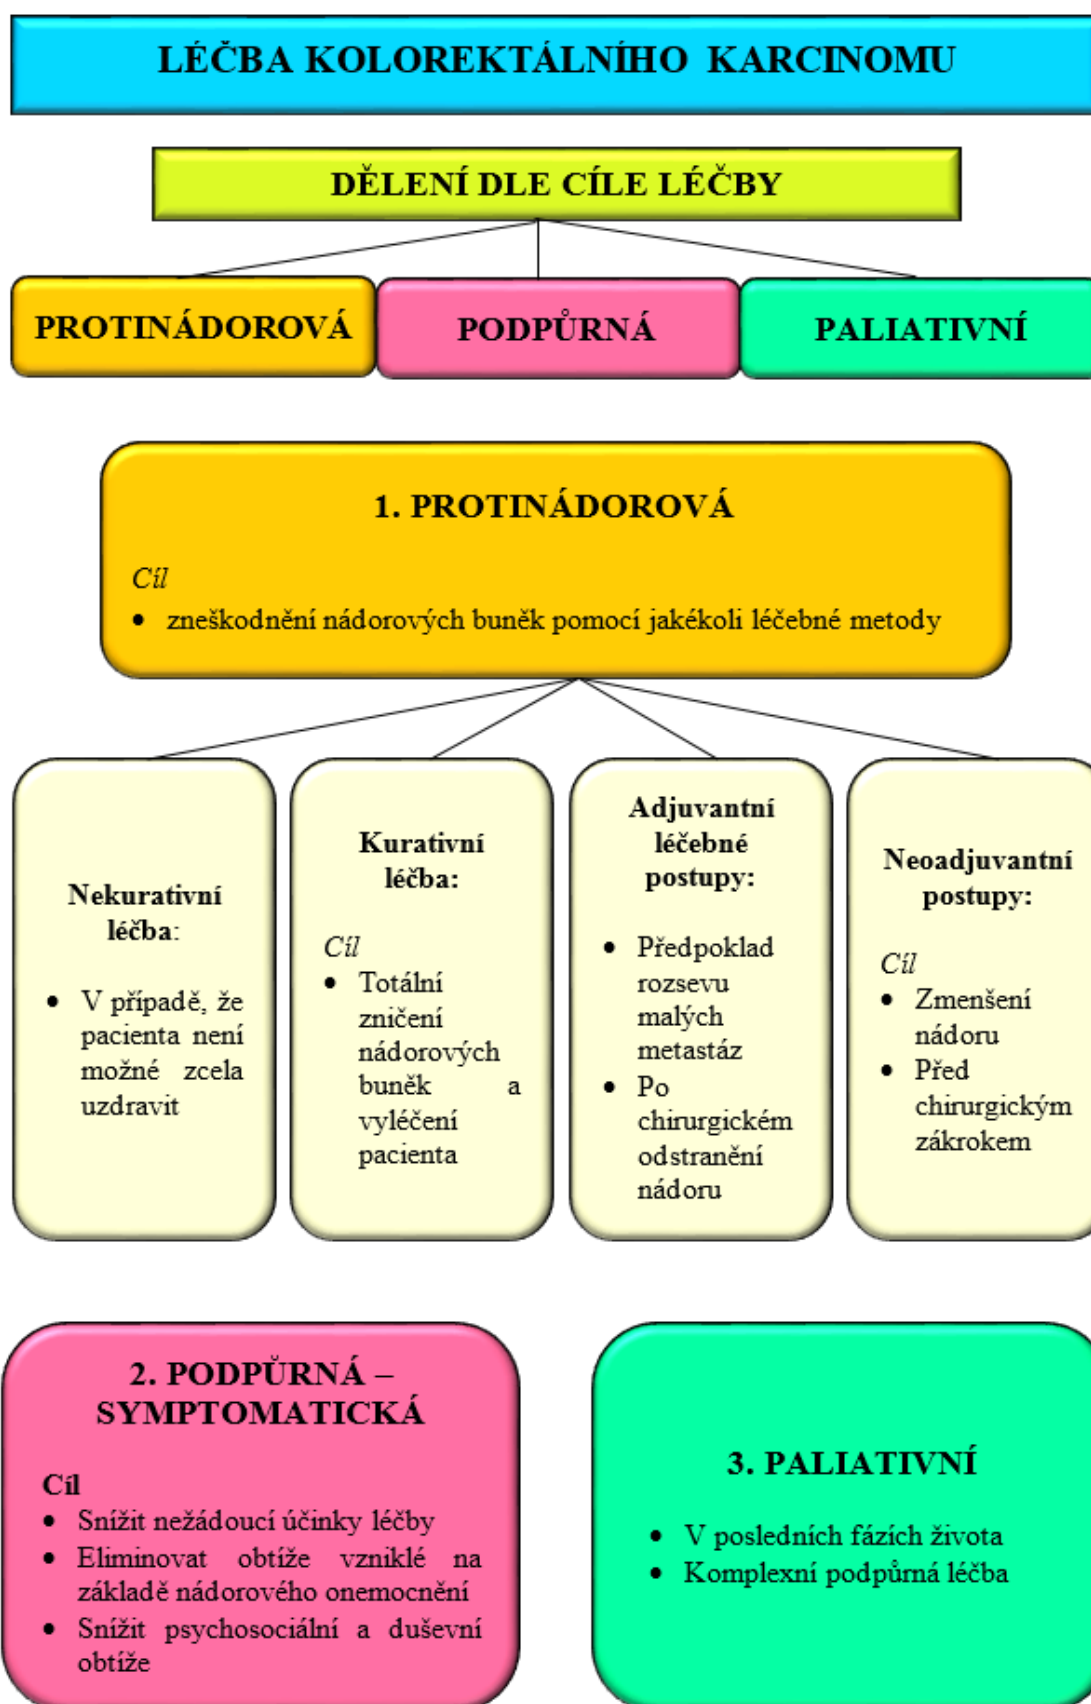 LÉČBA KOLOREKTÁLNÍHO KARCINOMU
DĚLENÍ DLE CÍLE LÉČBY
PROTINÁDOROVÁ
PODPŮRNÁ
PALIATIVNÍ
1. PROTINÁDOROVÁ
Cíl
• zneškodnění nádorových buněk pomocí jakékoli léčebné metody
Nekurativní
léčba:
• V případě, že
pacienta není
možné zcela
uzdravit
Kurativní
léčba:
Cíl
• Totální
zničení
nádorových
buněk a
vyléčení
pacienta
Adjuvantní
léčebné
postupy:
• Předpoklad
rozsevu
malých
metastáz
• Po
chirurgickém
odstranění
nádoru
Neoadjuvantní
postupy:
Cíl
• Zmenšení
nádoru
• Před
chirurgickým
zákrokem
2. PODPŮRNÁ –
SYMPTOMATICKÁ
Cíl
• Snížit nežádoucí účinky léčby
• Eliminovat obtíže vzniklé na
základě nádorového onemocnění
• Snížit psychosociální a duševní
obtíže
3. PALIATIVNÍ
• V posledních fázích života
• Komplexní podpůrná léčba